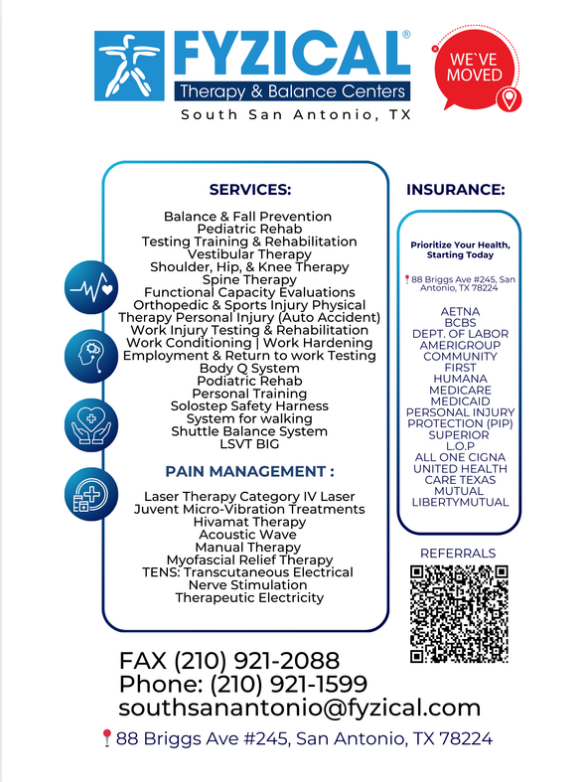 FYZICAL®
Therapy & Balance Centers
South San Antonio, TX
WE`VE
MOVED
SERVICES:
Balance & Fall Prevention
Pediatric Rehab
Testing Training & Rehabilitation
Vestibular Therapy
Shoulder, Hip, & Knee Therapy
Spine Therapy
Functional Capacity Evaluations
Orthopedic & Sports Injury Physical
Therapy Personal Injury (Auto Accident)
Work Injury Testing & Rehabilitation
Work Conditioning | Work Hardening
Employment & Return to work Testing
Body Q System
Podiatric Rehab
Personal Training
Solostep Safety Harness
System for walking
Shuttle Balance System
LSVT BIG
PAIN MANAGEMENT :
Laser Therapy Category IV Laser
Juvent Micro-Vibration Treatments
Hivamat Therapy
Acoustic Wave
Manual Therapy
Myofascial Relief Therapy
TENS: Transcutaneous Electrical
Nerve Stimulation
Therapeutic Electricity
INSURANCE:
Prioritize Your Health,
Starting Today
88 Briggs Ave #245, San
Antonio, TX 78224
AETNA
BCBS
DEPT. OF LABOR
AMERIGROUP
COMMUNITY
FIRST
HUMANA
MEDICARE
MEDICAID
PERSONAL INJURY
PROTECTION (PIP)
SUPERIOR
L.O.P
ALL ONE CIGNA
UNITED HEALTH
CARE TEXAS
MUTUAL
LIBERTYMUTUAL
REFERRALS
FAX (210) 921-2088
Phone: (210) 921-1599
southsanantonio@fyzical.com
88 Briggs Ave #245, San Antonio, TX 78224